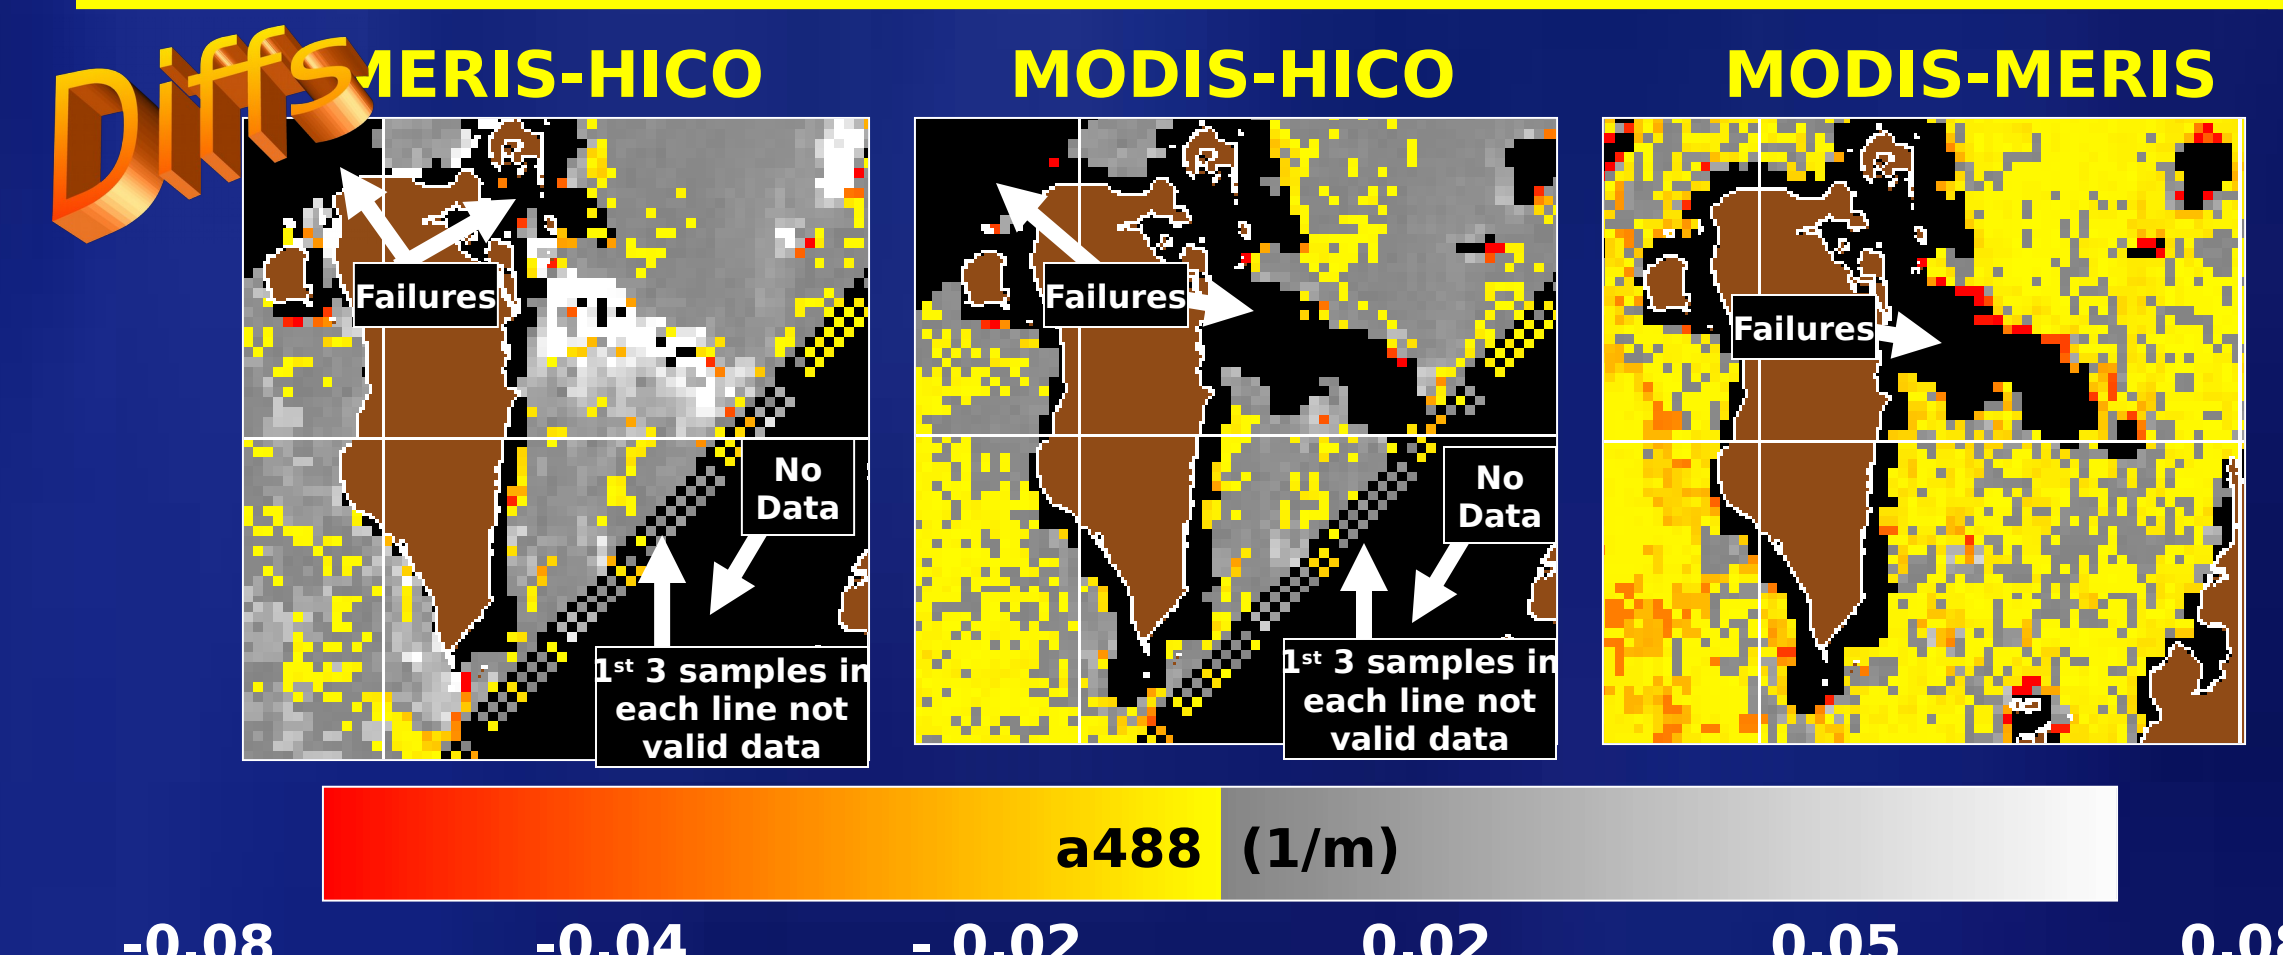 Diffs
MERIS-HICO
MODIS-HICO
MODIS-MERIS
Failures
Failures
Failures
No
Data
No
Data
1st 3 samples in
each line not
valid data
1st 3 samples in
each line not
valid data
a488 (1/m)
-0.08 -0.04 - 0.02 0.02 0.05 0.08